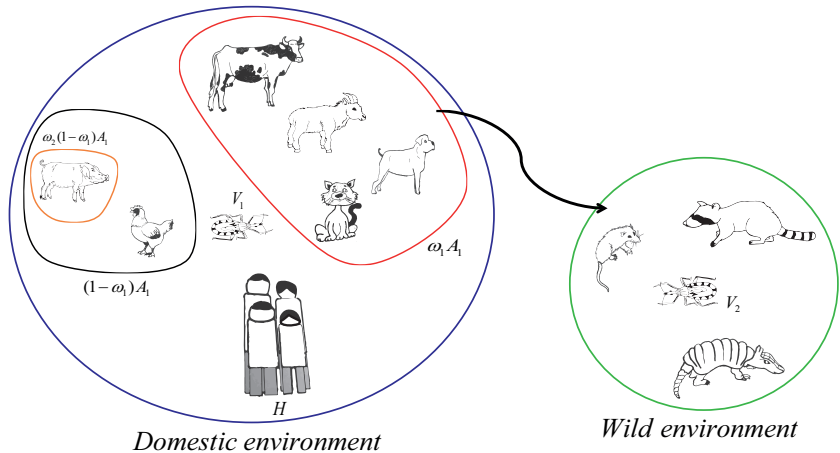 ω₂(1−ω₁)A₁
V₁
ω₁A₁
(1−ω₁)A₁
V₂
H
Domestic environment
Wild environment